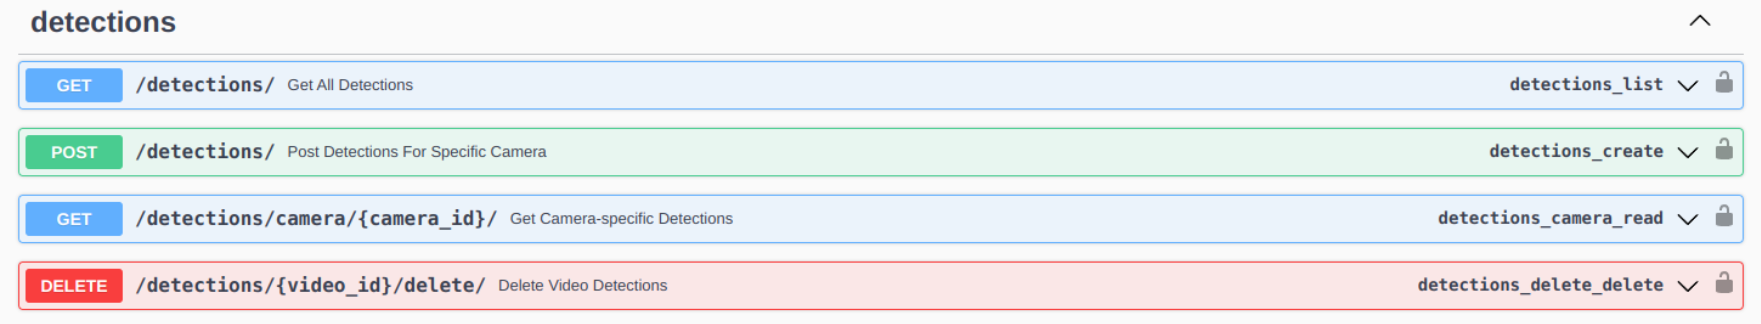 detections
GET /detections/ Get All Detections detections_list
POST /detections/ Post Detections For Specific Camera detections_create
GET /detections/camera/{camera_id}/ Get Camera-specific Detections detections_camera_read
DELETE /detections/{video_id}/delete/ Delete Video Detections detections_delete_delete